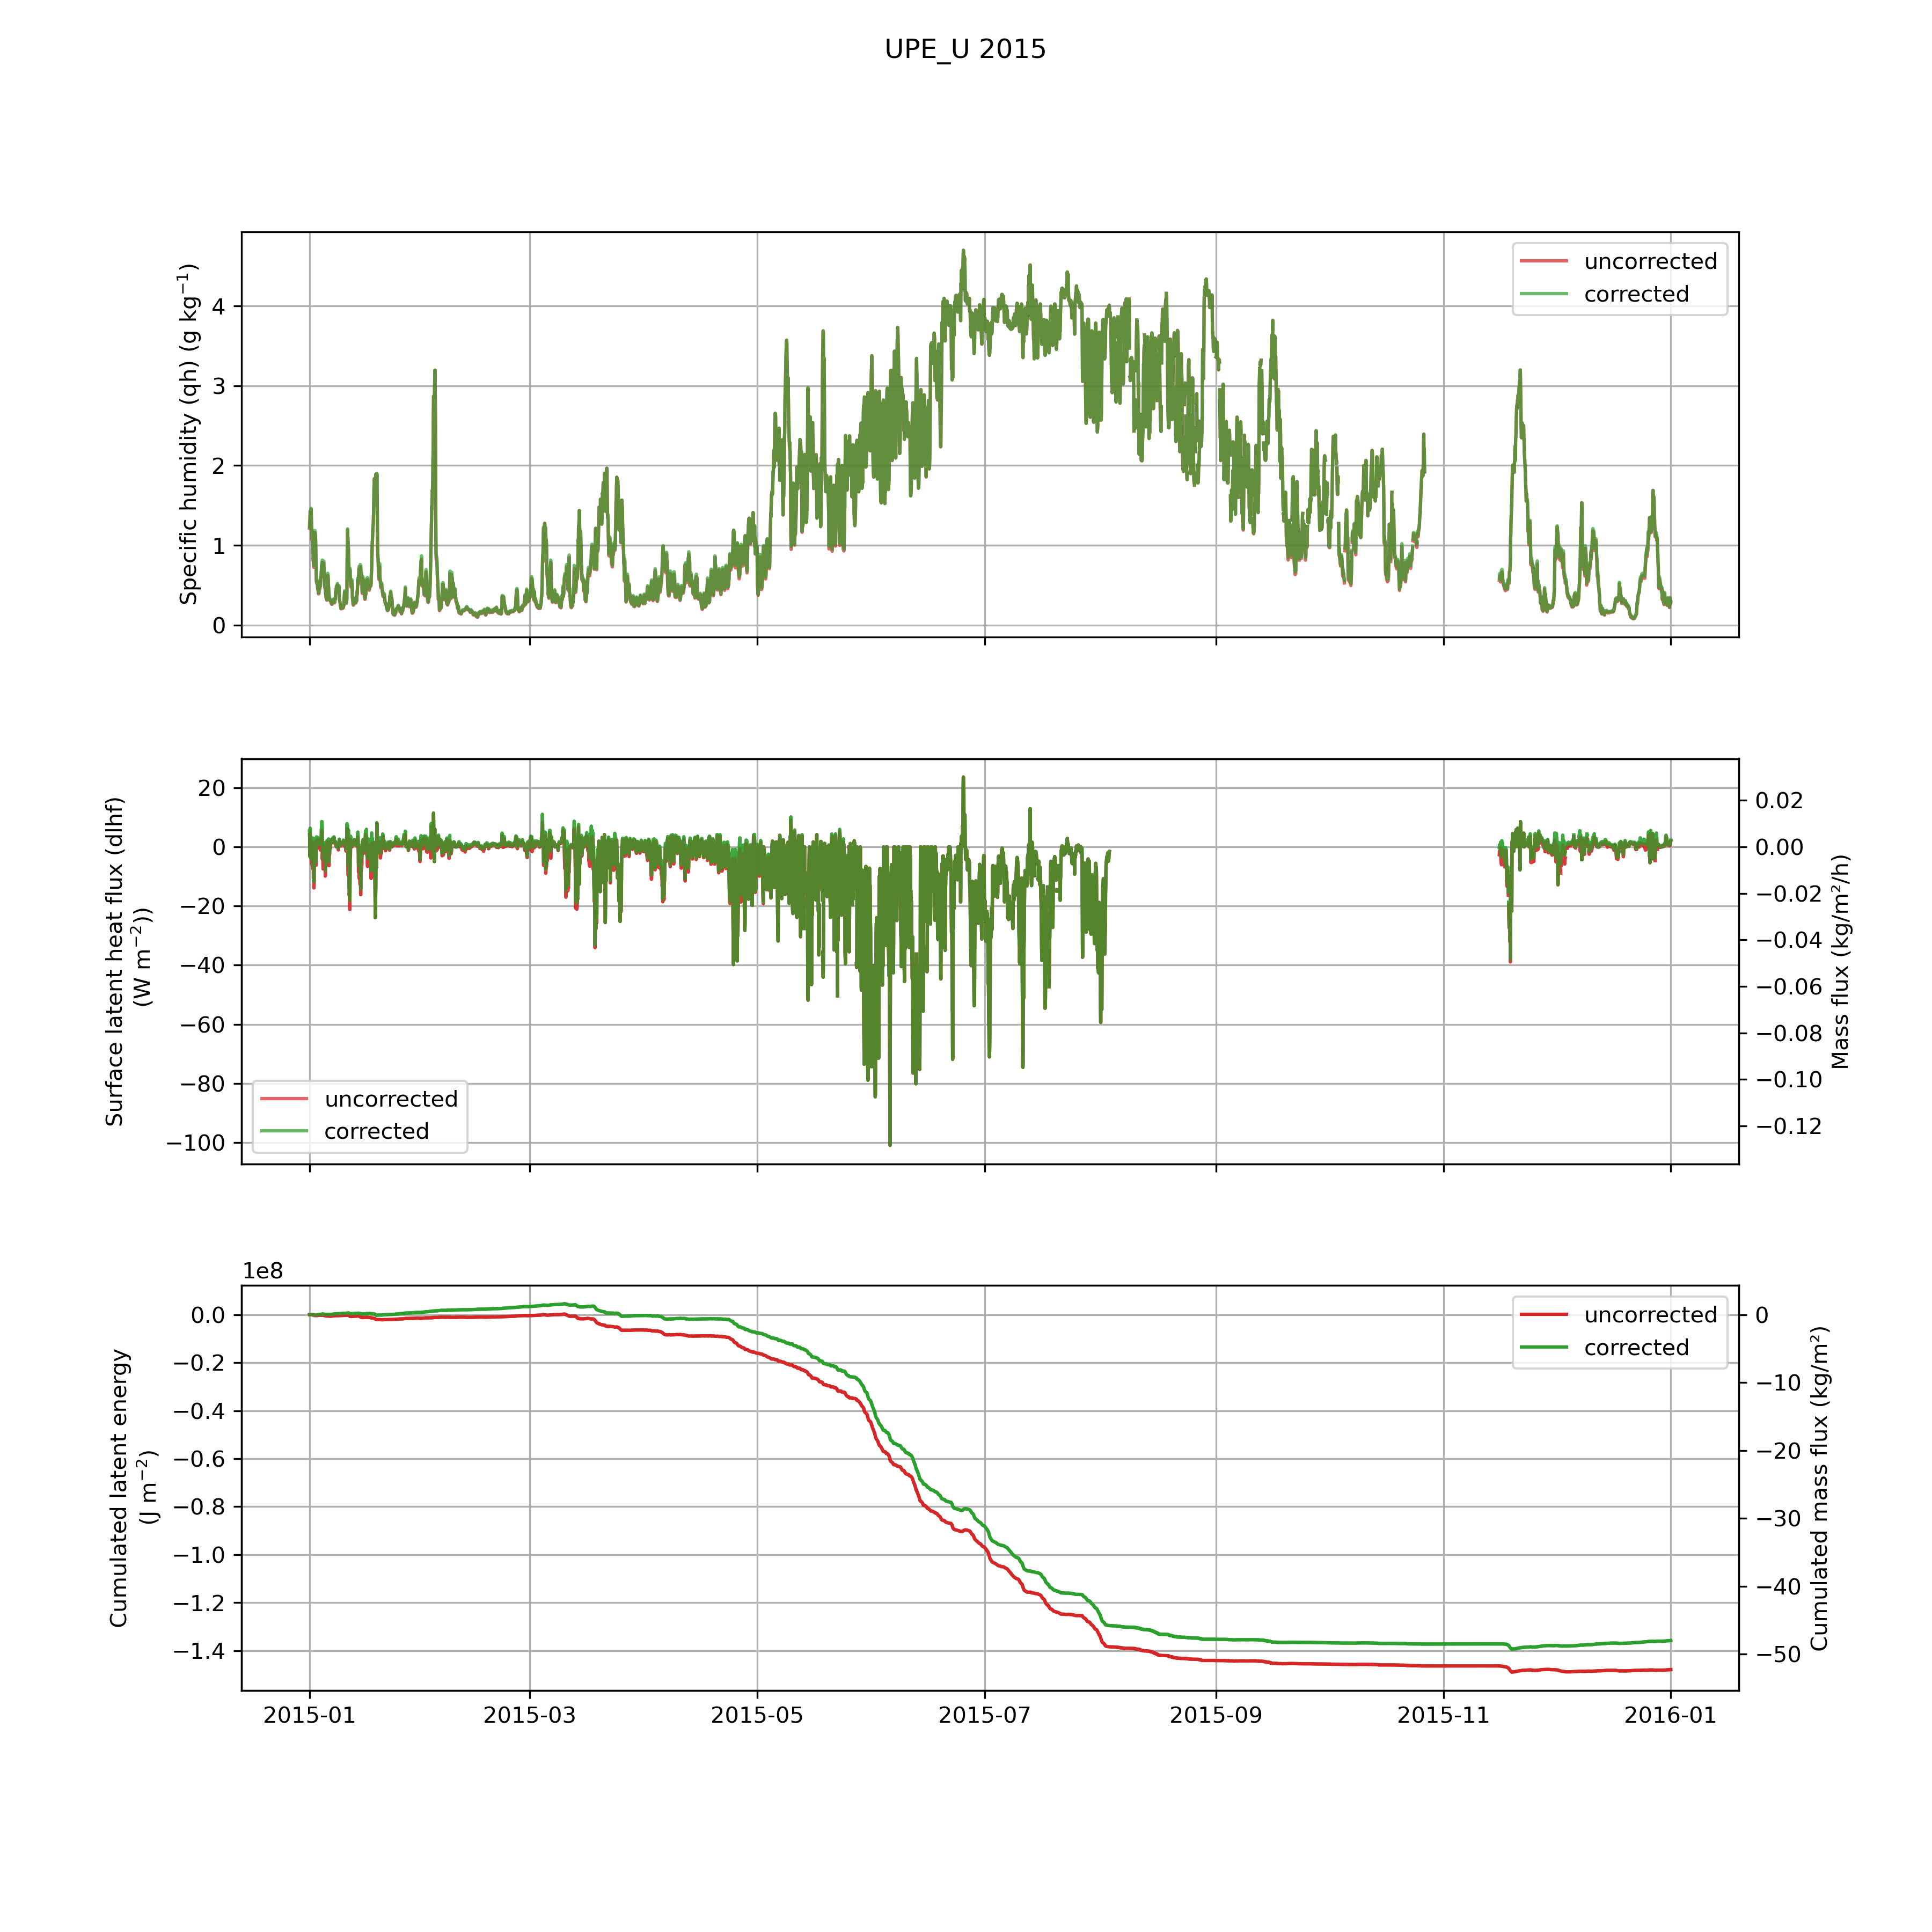 UPE_U 2015
Specific humidity (qh) (g kg⁻¹)
4
3
2
1
0
uncorrected
corrected
Surface latent heat flux (dlhf)
(W m⁻²))
20
0
−20
−40
−60
−80
−100
uncorrected
corrected
0.02
0.00
−0.02
−0.04
−0.06
−0.08
−0.10
−0.12
Mass flux (kg/m²/h)
1e8
Cumulated latent energy
(J m⁻²)
0.0
−0.2
−0.4
−0.6
−0.8
−1.0
−1.2
−1.4
uncorrected
corrected
0
−10
−20
−30
−40
−50
Cumulated mass flux (kg/m²)
2015-01
2015-03
2015-05
2015-07
2015-09
2015-11
2016-01